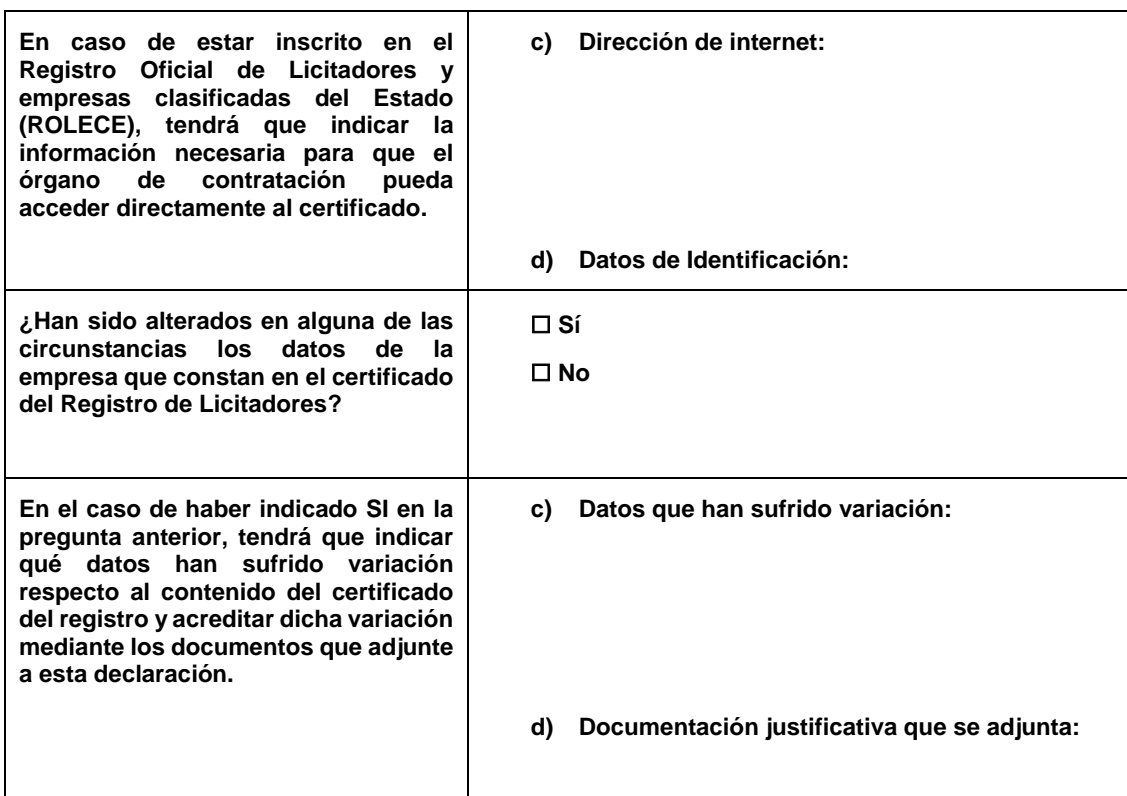 En caso de estar inscrito en el
Registro Oficial de Licitadores y
empresas clasificadas del Estado
(ROLECE), tendrá que indicar la
información necesaria para que el
órgano de contratación pueda
acceder directamente al certificado.
c) Dirección de internet:
d) Datos de Identificación:
¿Han sido alterados en alguna de las
circunstancias los datos de la
empresa que constan en el certificado
del Registro de Licitadores?
☐ Sí
☐ No
En el caso de haber indicado SI en la
pregunta anterior, tendrá que indicar
qué datos han sufrido variación
respecto al contenido del certificado
del registro y acreditar dicha variación
mediante los documentos que adjunte
a esta declaración.
c) Datos que han sufrido variación:
d) Documentación justificativa que se adjunta: